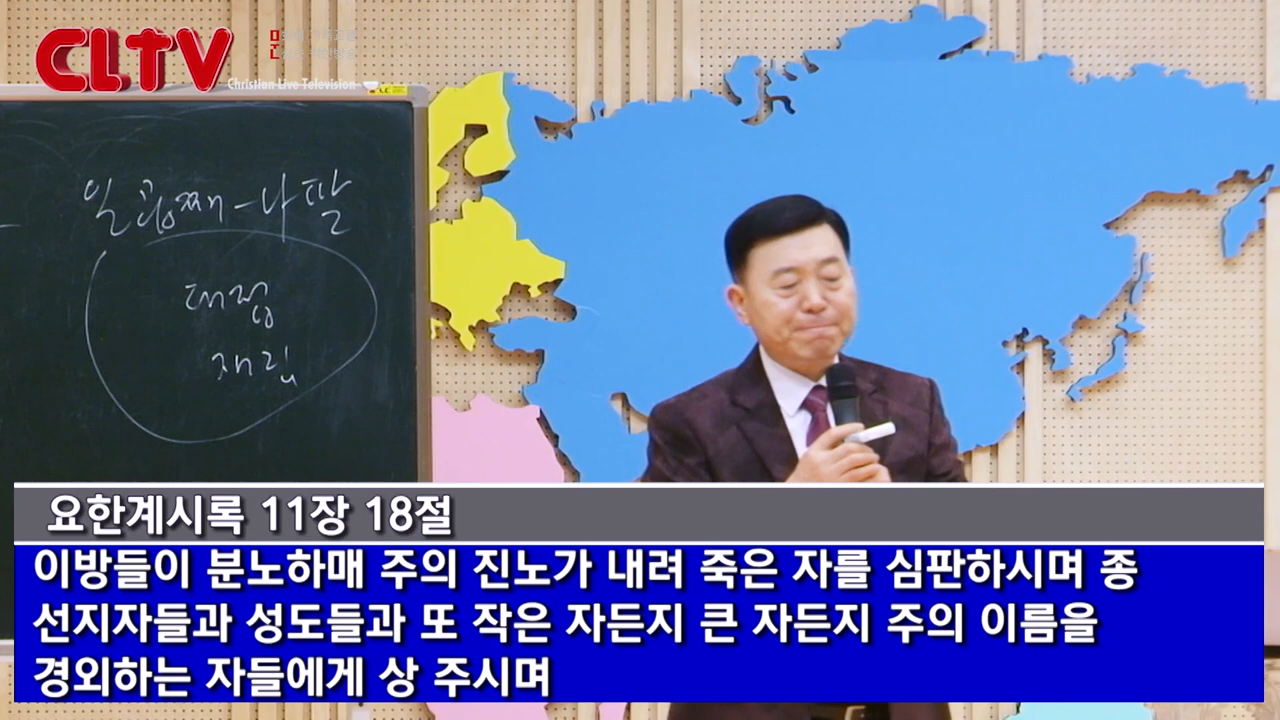 CLTV
Christian Live Television
일곱째 나팔
재림
요한계시록 11장 18절
이방들이 분노하매 주의 진노가 내려 죽은 자를 심판하시며 종
선지자들과 성도들과 또 작은 자든지 큰 자든지 주의 이름을
경외하는 자들에게 상 주시며